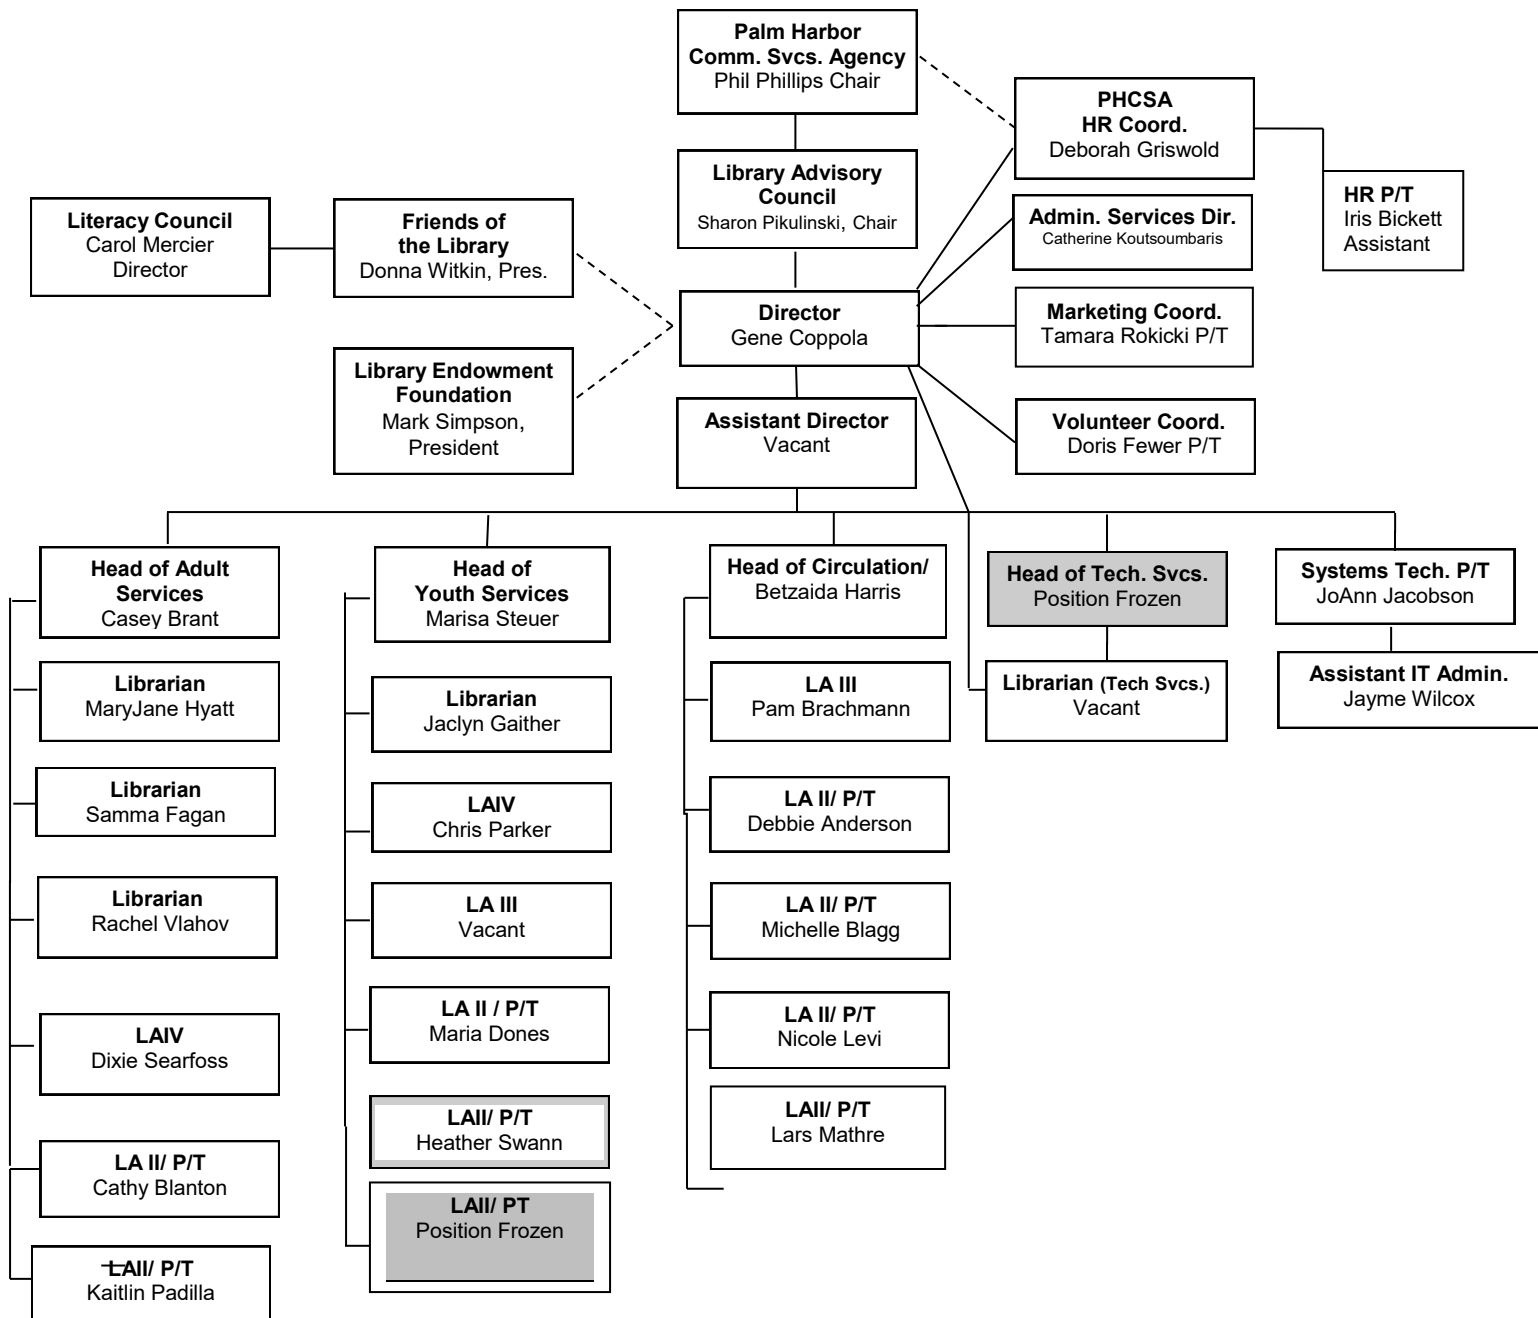 Palm Harbor
Comm. Svcs. Agency
Phil Phillips Chair
PHCSA
HR Coord.
Deborah Griswold
Library Advisory
Council
Sharon Pikulinski, Chair
HR P/T
Iris Bickett
Assistant
Literacy Council
Carol Mercier
Director
Friends of
the Library
Donna Witkin, Pres.
Admin. Services Dir.
Catherine Koutsoumbaris
Director
Gene Coppola
Marketing Coord.
Tamara Rokicki P/T
Library Endowment
Foundation
Mark Simpson,
President
Assistant Director
Vacant
Volunteer Coord.
Doris Fewer P/T
Head of Adult
Services
Casey Brant
Head of
Youth Services
Marisa Steuer
Head of Circulation/
Betzaida Harris
Head of Tech. Svcs.
Position Frozen
Systems Tech. P/T
JoAnn Jacobson
Librarian
MaryJane Hyatt
Librarian
Jaclyn Gaither
LA III
Pam Brachmann
Librarian (Tech Svcs.)
Vacant
Assistant IT Admin.
Jayme Wilcox
Librarian
Samma Fagan
LAIV
Chris Parker
LA II/ P/T
Debbie Anderson
Librarian
Rachel Vlahov
LA III
Vacant
LA II/ P/T
Michelle Blagg
LAIV
Dixie Searfoss
LA II / P/T
Maria Dones
LA II/ P/T
Nicole Levi
LA II/ P/T
Cathy Blanton
LAII/ P/T
Heather Swann
LAII/ P/T
Lars Mathre
LAII/ PT
Position Frozen
LAII/ P/T
Kaitlin Padilla